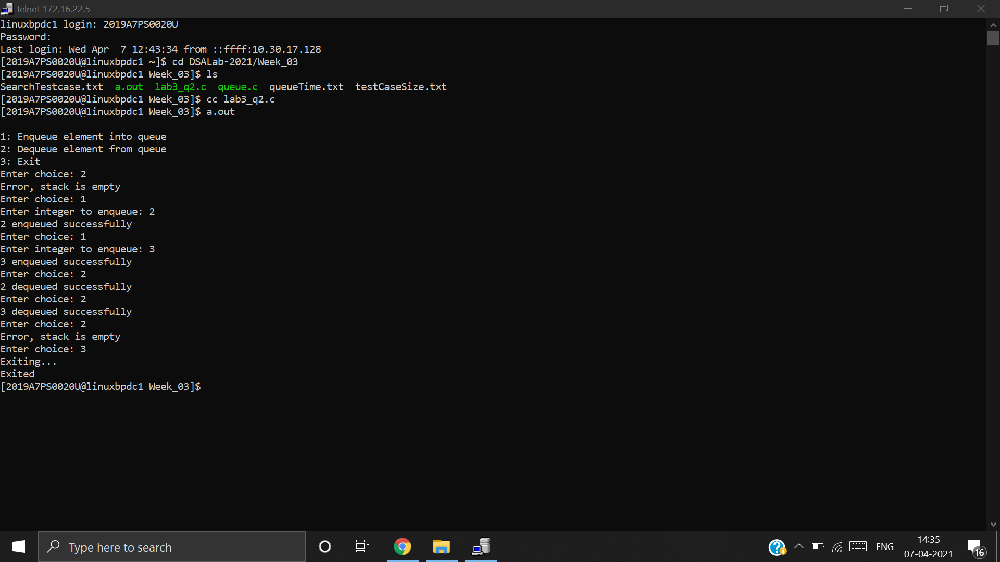 Telnet 172.16.22.5
linuxbpdc1 login: 2019A7PS0020U
Password:
Last login: Wed Apr  7 12:43:34 from ::ffff:10.30.17.128
[2019A7PS0020U@linuxbpdc1 ~]$ cd DSALab-2021/Week_03
[2019A7PS0020U@linuxbpdc1 Week_03]$ ls
SearchTestcase.txt  a.out  lab3_q2.c  queue.c  queueTime.txt  testCaseSize.txt
[2019A7PS0020U@linuxbpdc1 Week_03]$ cc lab3_q2.c
[2019A7PS0020U@linuxbpdc1 Week_03]$ a.out
1: Enqueue element into queue
2: Dequeue element from queue
3: Exit
Enter choice: 2
Error, stack is empty
Enter choice: 1
Enter integer to enqueue: 2
2 enqueued successfully
Enter choice: 1
Enter integer to enqueue: 3
3 enqueued successfully
Enter choice: 2
2 dequeued successfully
Enter choice: 2
3 dequeued successfully
Enter choice: 2
Error, stack is empty
Enter choice: 3
Exiting...
Exited
[2019A7PS0020U@linuxbpdc1 Week_03]$
Type here to search
ENG
14:35
07-04-2021
16